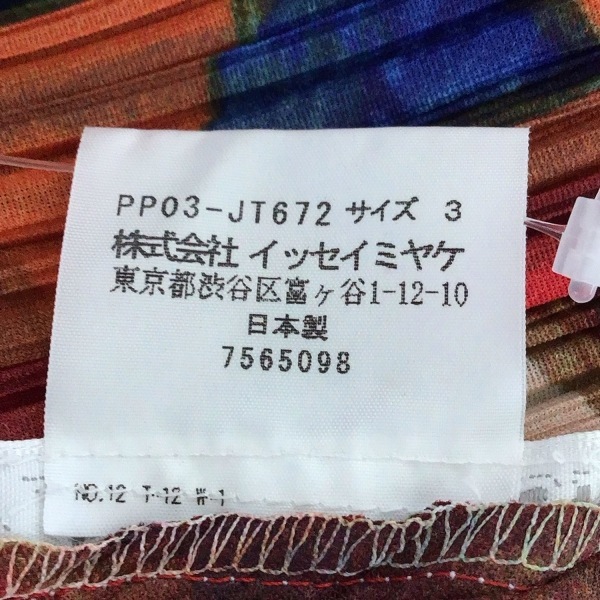 PP03-JT672 サイズ 3
株式会社 イッセイミヤケ
東京都渋谷区富ヶ谷1-12-10
日本製
7565098
NO.12 T-12 W-1